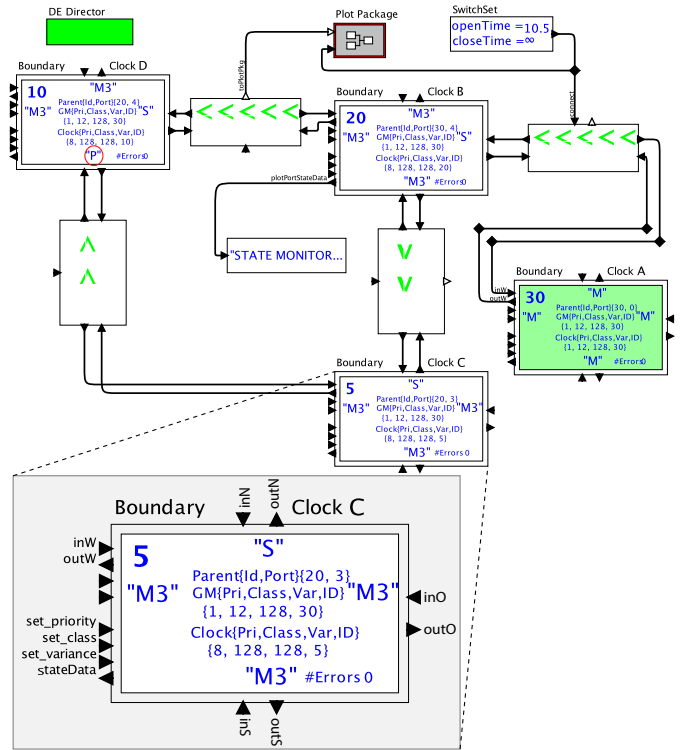 DE Director
Plot Package
SwitchSet
openTime =10.5
closeTime =∞
toPlotPkg
connect
Boundary
Clock D
10
"M3"
Parent{Id,Port}{20, 4}
"M3"
GM{Pri,Class,Var,ID}
"S"
{1, 12, 128, 30}
Clock{Pri,Class,Var,ID}
{8, 128, 128, 10}
"P"
#Errors0
Boundary
Clock B
20
"M3"
Parent{Id,Port}{30, 4}
"M3"
GM{Pri,Class,Var,ID}
"S"
{1, 12, 128, 30}
Clock{Pri,Class,Var,ID}
{8, 128, 128, 20}
"M3"
#Errors0
plotPortStateData
"STATE MONITOR...
Boundary
Clock A
inW
outW
30
"M"
Parent{Id,Port}{30, 0}
"M"
GM{Pri,Class,Var,ID}
"M"
{1, 12, 128, 30}
Clock{Pri,Class,Var,ID}
{1, 12, 128, 30}
"M"
#Errors0
Boundary
Clock C
5
"S"
Parent{Id,Port}{20, 3}
"M3"
GM{Pri,Class,Var,ID}
"M3"
{1, 12, 128, 30}
Clock{Pri,Class,Var,ID}
{8, 128, 128, 5}
"M3"
#Errors 0
Boundary
inN
outN
Clock C
inW
outW
5
"S"
Parent{Id,Port}{20, 3}
"M3"
GM{Pri,Class,Var,ID}
"M3"
{1, 12, 128, 30}
inO
outO
set_priority
set_class
set_variance
stateData
Clock{Pri,Class,Var,ID}
{8, 128, 128, 5}
"M3"
#Errors 0
inS
outS